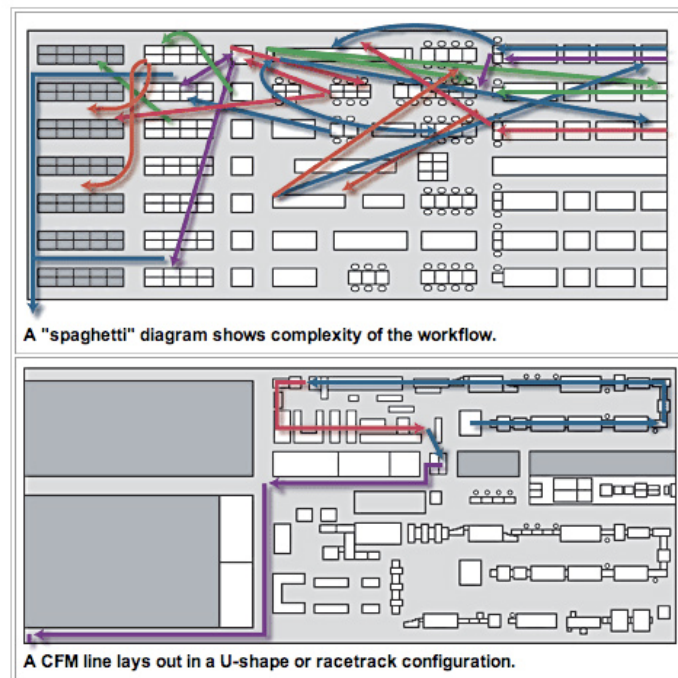 A "spaghetti" diagram shows complexity of the workflow.
A CFM line lays out in a U-shape or racetrack configuration.